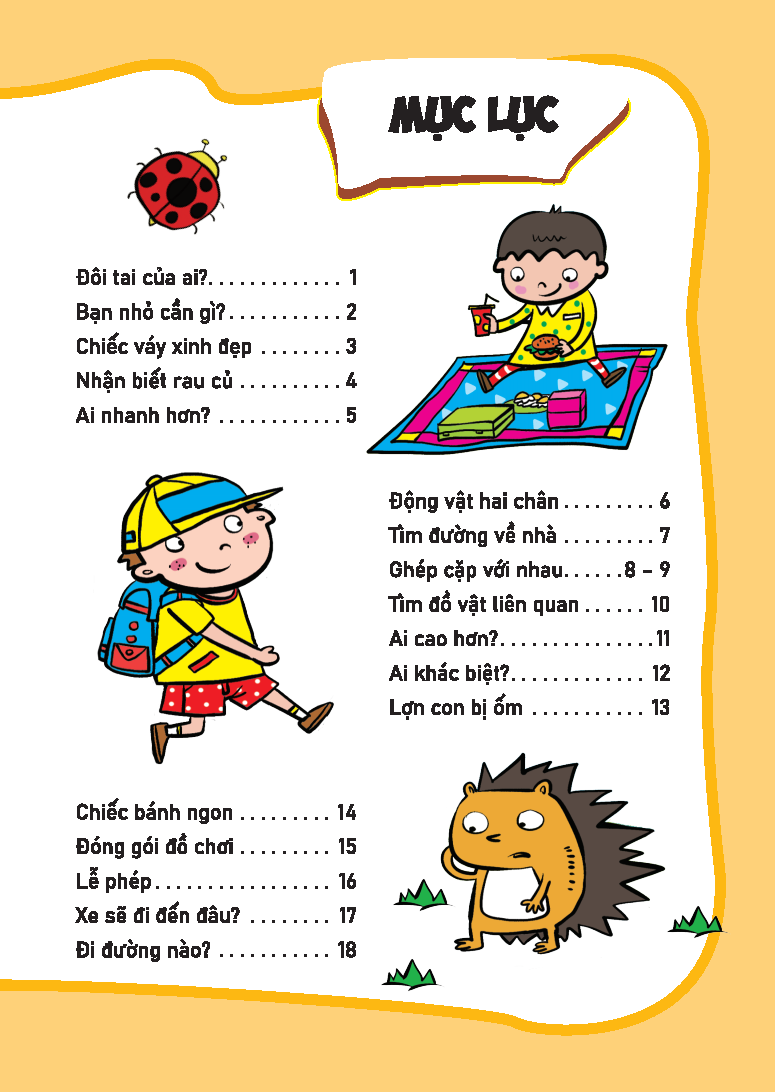 MỤC LỤC
Đôi tai của ai?. . . . . . . . . . . . . 1
Bạn nhỏ cần gì? . . . . . . . . . . . 2
Chiếc váy xinh đẹp . . . . . . . . 3
Nhận biết rau củ . . . . . . . . . . 4
Ai nhanh hơn? . . . . . . . . . . . . 5
Động vật hai chân . . . . . . . . . 6
Tìm đường về nhà . . . . . . . . . 7
Ghép cặp với nhau. . . . . . 8 – 9
Tìm đồ vật liên quan . . . . . . 10
Ai cao hơn?. . . . . . . . . . . . . . . 11
Ai khác biệt?. . . . . . . . . . . . . 12
Lợn con bị ốm . . . . . . . . . . . 13
Chiếc bánh ngon . . . . . . . . . 14
Đóng gói đồ chơi . . . . . . . . . 15
Lễ phép . . . . . . . . . . . . . . . . . 16
Xe sẽ đi đến đâu? . . . . . . . . 17
Đi đường nào? . . . . . . . . . . . 18